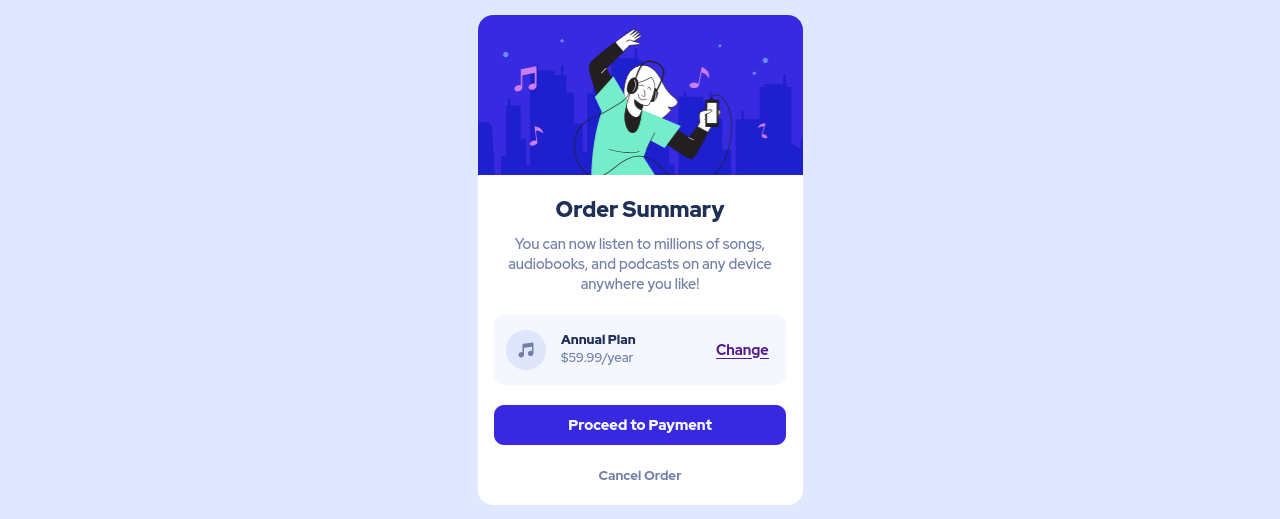 Order Summary
You can now listen to millions of songs,
audiobooks, and podcasts on any device
anywhere you like!
Annual Plan
$59.99/year
Change
Proceed to Payment
Cancel Order